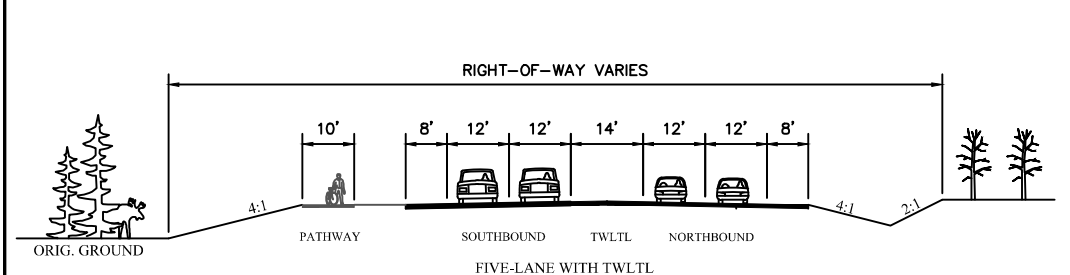 RIGHT-OF-WAY VARIES
10' 8' 12' 12' 14' 12' 12' 8'
4:1 4:1 2:1
ORIG. GROUND PATHWAY SOUTHBOUND TWLTL NORTHBOUND
FIVE-LANE WITH TWLTL